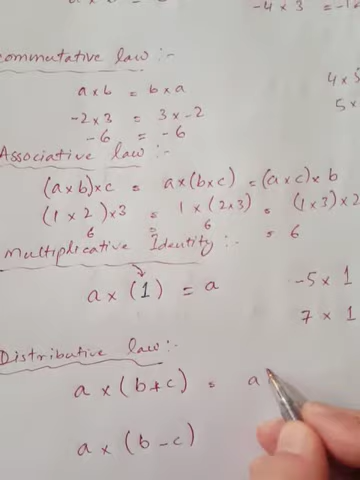 -4 × 3 = -1
Commutative law :-
a × b = b × a
4 × 5
-2 × 3 = 3 × -2
5 ×
-6 = -6
Associative law :-
(a × b) × c = a × (b × c) = (a × c) × b
(1 × 2) × 3 = 1 × (2 × 3) = (1 × 3) × 2
6 = 6 = 6
Multiplicative Identity :-
a × (1) = a
-5 × 1
7 × 1
Distributive law :-
a × (b + c) = a
a × (b - c)